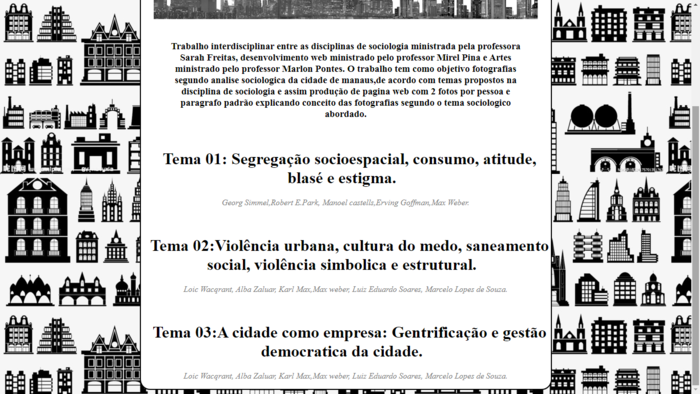 Trabalho interdisciplinar entre as disciplinas de sociologia ministrada pela professora
Sarah Freitas, desenvolvimento web ministrado pelo professor Mirel Pina e Artes
ministrado pelo professor Marlon Pontes. O trabalho tem como objetivo fotografias
segundo analise sociologica da cidade de manaus,de acordo com temas propostos na
disciplina de sociologia e assim produção de pagina web com 2 fotos por pessoa e
paragrafo padrão explicando conceito das fotografias segundo o tema sociologico
abordado.
Tema 01: Segregação socioespacial, consumo, atitude,
blasé e estigma.
Georg Simmel,Robert E.Park, Manoel castells,Erving Goffman,Max Weber.
Tema 02:Violência urbana, cultura do medo, saneamento
social, violência simbolica e estrutural.
Loic Wacqrant, Alba Zaluar, Karl Max,Max weber, Luiz Eduardo Soares, Marcelo Lopes de Souza.
Tema 03:A cidade como empresa: Gentrificação e gestão
democratica da cidade.
Loic Wacqrant, Alba Zaluar, Karl Max,Max weber, Luiz Eduardo Soares, Marcelo Lopes de Souza.